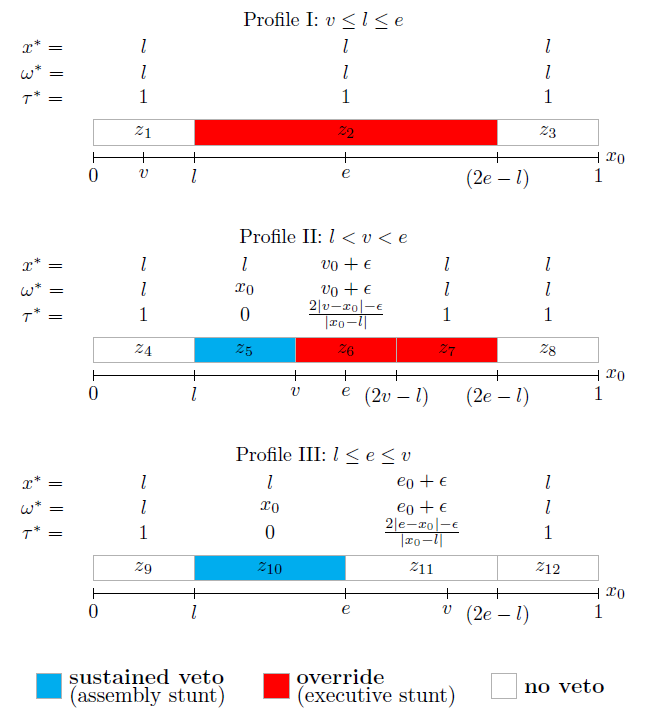 Profile I: v ≤ l ≤ e
x* = l l l
ω* = l l l
τ* = 1 1 1
z₁ z₂ z₃
0 v l e (2e − l) 1 x₀
Profile II: l < v < e
x* = l l v₀ + ϵ l l
ω* = l x₀ v₀ + ϵ l l
τ* = 1 0 2|v−x₀|−ϵ / |x₀−l| 1 1
z₄ z₅ z₆ z₇ z₈
0 l v e (2v − l) (2e − l) 1 x₀
Profile III: l ≤ e ≤ v
x* = l l e₀ + ϵ l
ω* = l x₀ e₀ + ϵ l
τ* = 1 0 2|e−x₀|−ϵ / |x₀−l| 1
z₉ z₁₀ z₁₁ z₁₂
0 l e v (2e − l) 1 x₀
sustained veto override no veto
(assembly stunt) (executive stunt)